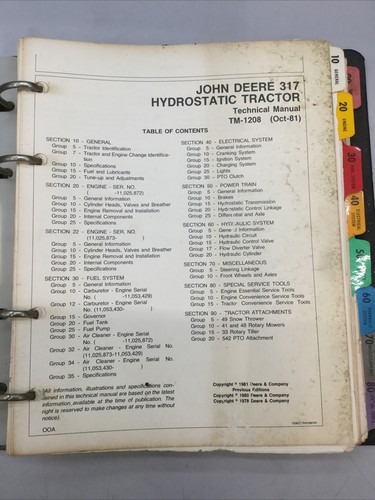 JOHN DEERE 317
HYDROSTATIC TRACTOR
Technical Manual
TM-1208 (Oct-81)
TABLE OF CONTENTS
SECTION 10 - GENERAL
Group 5 - Tractor Identification
Group 7 - Tractor and Engine Change Identifica-
tion
Group 10 - Specifications
Group 15 - Fuel and Lubricants
Group 20 - Tune-up and Adjustments
SECTION 20 - ENGINE - SER. NO.
( -11,025,872)
Group 5 - General Information
Group 10 - Cylinder Heads, Valves and Breather
Group 15 - Engine Removal and Installation
Group 20 - Internal Components
Group 25 - Specifications
SECTION 22 - ENGINE - SER. NO.
(11,025,873- )
Group 5 - General Information
Group 10 - Cylinder Heads, Valves and Breather
Group 15 - Engine Removal and Installation
Group 20 - Internal Components
Group 25 - Specifications
SECTION 30 - FUEL SYSTEM
Group 5 - General Information
Group 10 - Carburetor - Engine Serial
No. ( -11,053,429)
Group 12 - Carburetor - Engine Serial
No. (11,053,430- )
Group 15 - Governor
Group 20 - Fuel Tank
Group 25 - Fuel Pump
Group 30 - Air Cleaner - Engine Serial
No. ( -11,025,872)
Group 32 - Air Cleaner - Engine Serial No.
(11,025,873-11,053,429)
Group 34 - Air Cleaner - Engine Serial No.
(11,053,430- )
Group 35 - Specifications
SECTION 40 - ELECTRICAL SYSTEM
Group 5 - General Information
Group 10 - Cranking System
Group 15 - Ignition System
Group 20 - Charging System
Group 25 - Lights
Group 30 - PTO Clutch
SECTION 50 - POWER TRAIN
Group 5 - General Information
Group 10 - Brakes
Group 15 - Hydrostatic Transmission
Group 20 - Hydrostatic Control Linkage
Group 25 - Differential and Axle
SECTION 60 - HYDRAULIC SYSTEM
Group 5 - General Information
Group 10 - Hydraulic Circuit
Group 15 - Hydraulic Control Valve
Group 17 - Flow Diverter Valve
Group 20 - Hydraulic Cylinder
SECTION 70 - MISCELLANEOUS
Group 5 - Steering Linkage
Group 10 - Front Wheels and Axles
SECTION 80 - SPECIAL SERVICE TOOLS
Group 5 - Engine Essential Service Tools
Group 10 - Engine Convenience Service Tools
Group 15 - Tractor Convenience Service Tools
SECTION 90 - TRACTOR ATTACHMENTS
Group 5 - 49 Snow Thrower
Group 10 - 41 and 48 Rotary Mowers
Group 15 - 33 Rotary Tiller
Group 20 - 542 PTO Attachment
(All information, illustrations and specifications con-
tained in this technical manual are based on the latest
information available at the time of publication. The
right is reserved to make changes at any time without
notice).
OOA
Copyright © 1981 Deere & Company
Previous Editions
Copyright © 1980 Deere & Company
Copyright © 1978 Deere & Company
10
GENERAL
20
ENGINE
30
40
50
60
70
80